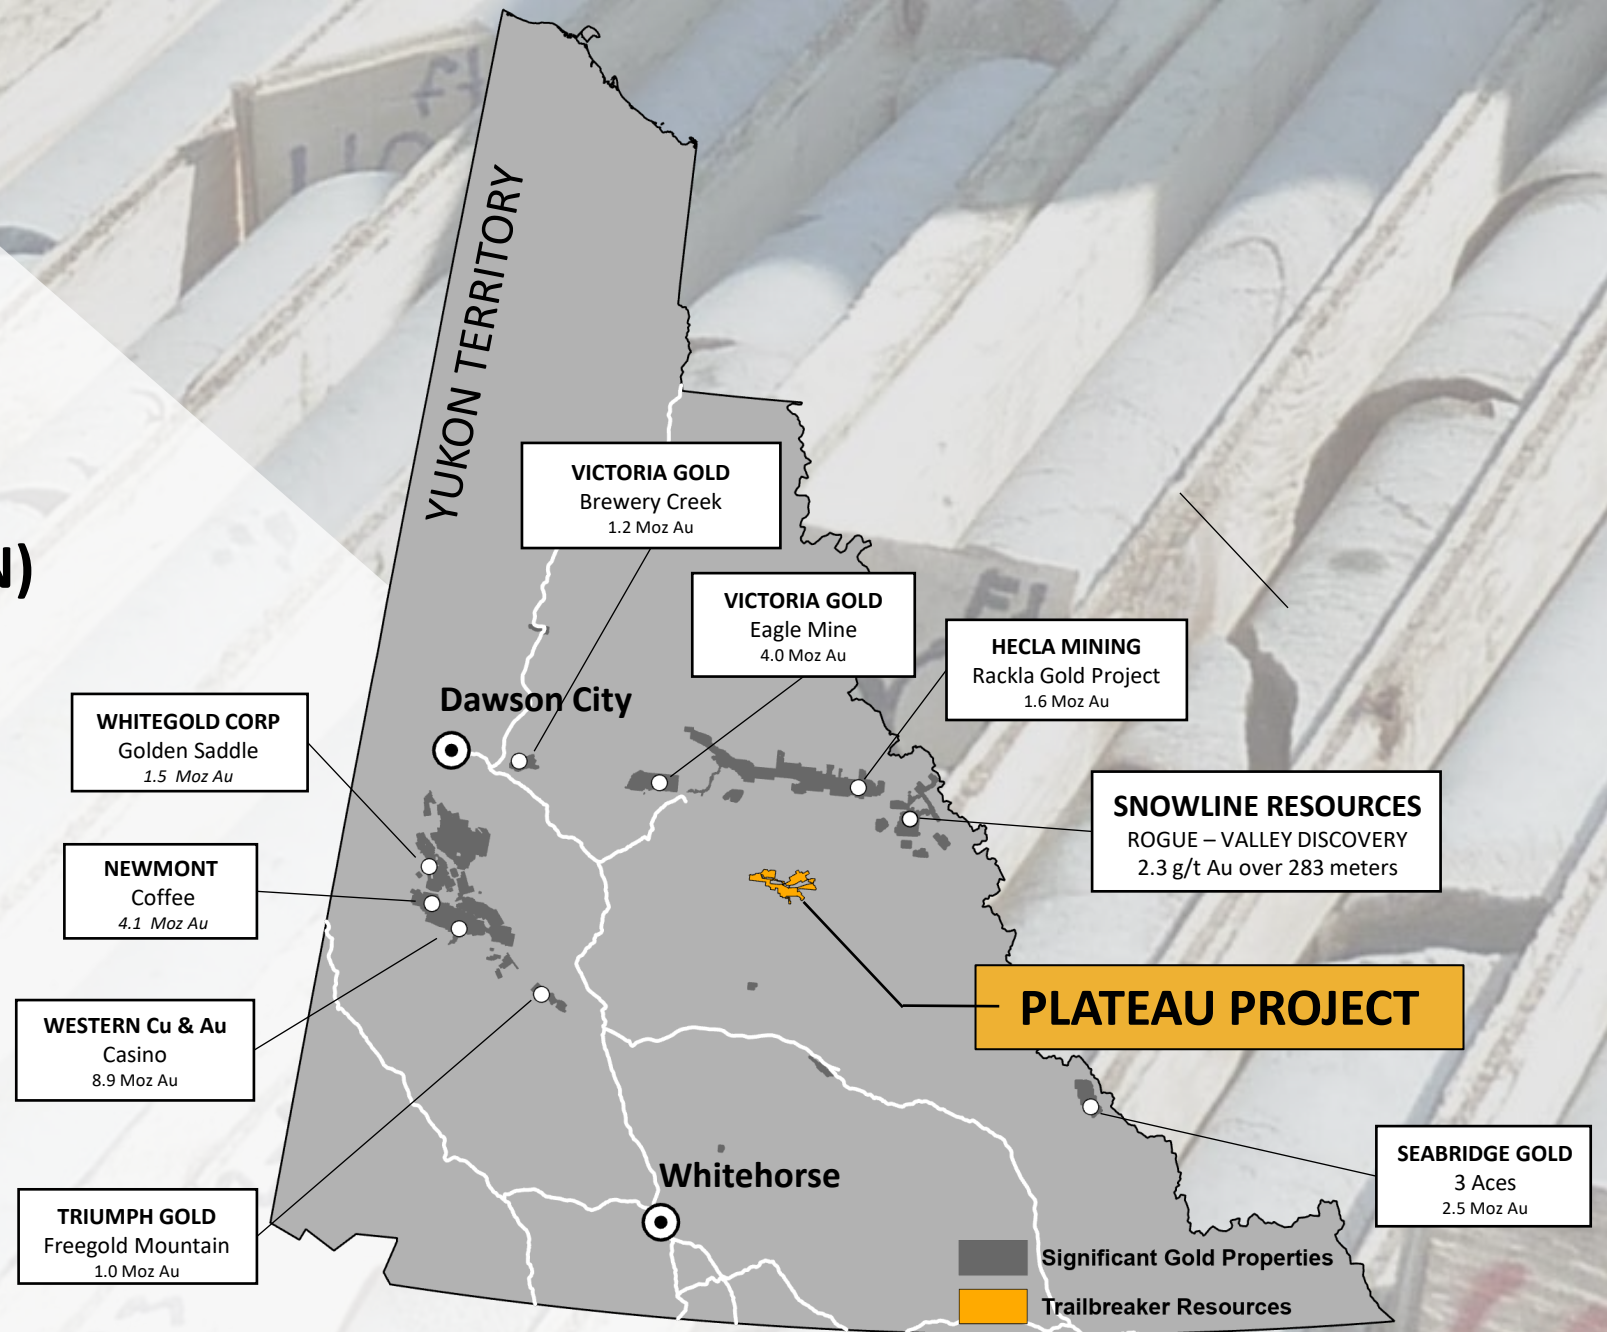 YUKON TERRITORY
VICTORIA GOLD
Brewery Creek
1.2 Moz Au
N)
VICTORIA GOLD
Eagle Mine
4.0 Moz Au
HECLA MINING
Rackla Gold Project
1.6 Moz Au
Dawson City
WHITEGOLD CORP
Golden Saddle
1.5 Moz Au
SNOWLINE RESOURCES
ROGUE – VALLEY DISCOVERY
2.3 g/t Au over 283 meters
NEWMONT
Coffee
4.1 Moz Au
PLATEAU PROJECT
WESTERN Cu & Au
Casino
8.9 Moz Au
SEABRIDGE GOLD
3 Aces
2.5 Moz Au
Whitehorse
TRIUMPH GOLD
Freegold Mountain
1.0 Moz Au
Significant Gold Properties
Trailbreaker Resources